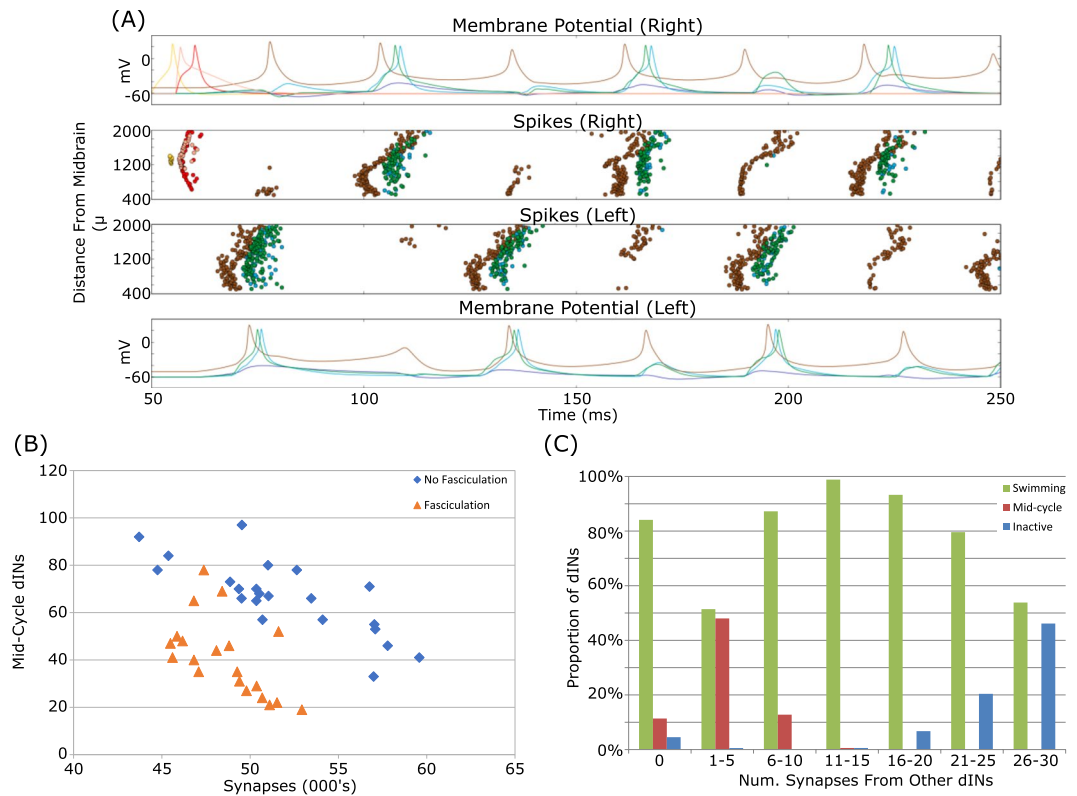 (A)
Membrane Potential (Right)
0
-60
mV
Spikes (Right)
2000
1200
400
Distance From Midbrain
(μ
Spikes (Left)
2000
1200
400
Membrane Potential (Left)
0
-60
mV
50 100 150 200 250
Time (ms)
(B)
120
100
80
60
40
20
0
Mid-Cycle dINs
No Fasciculation
Fasciculation
40 45 50 55 60 65
Synapses (000's)
(C)
100%
80%
60%
40%
20%
0%
Proportion of dINs
Swimming
Mid-cycle
Inactive
0 1-5 6-10 11-15 16-20 21-25 26-30
Num. Synapses From Other dINs